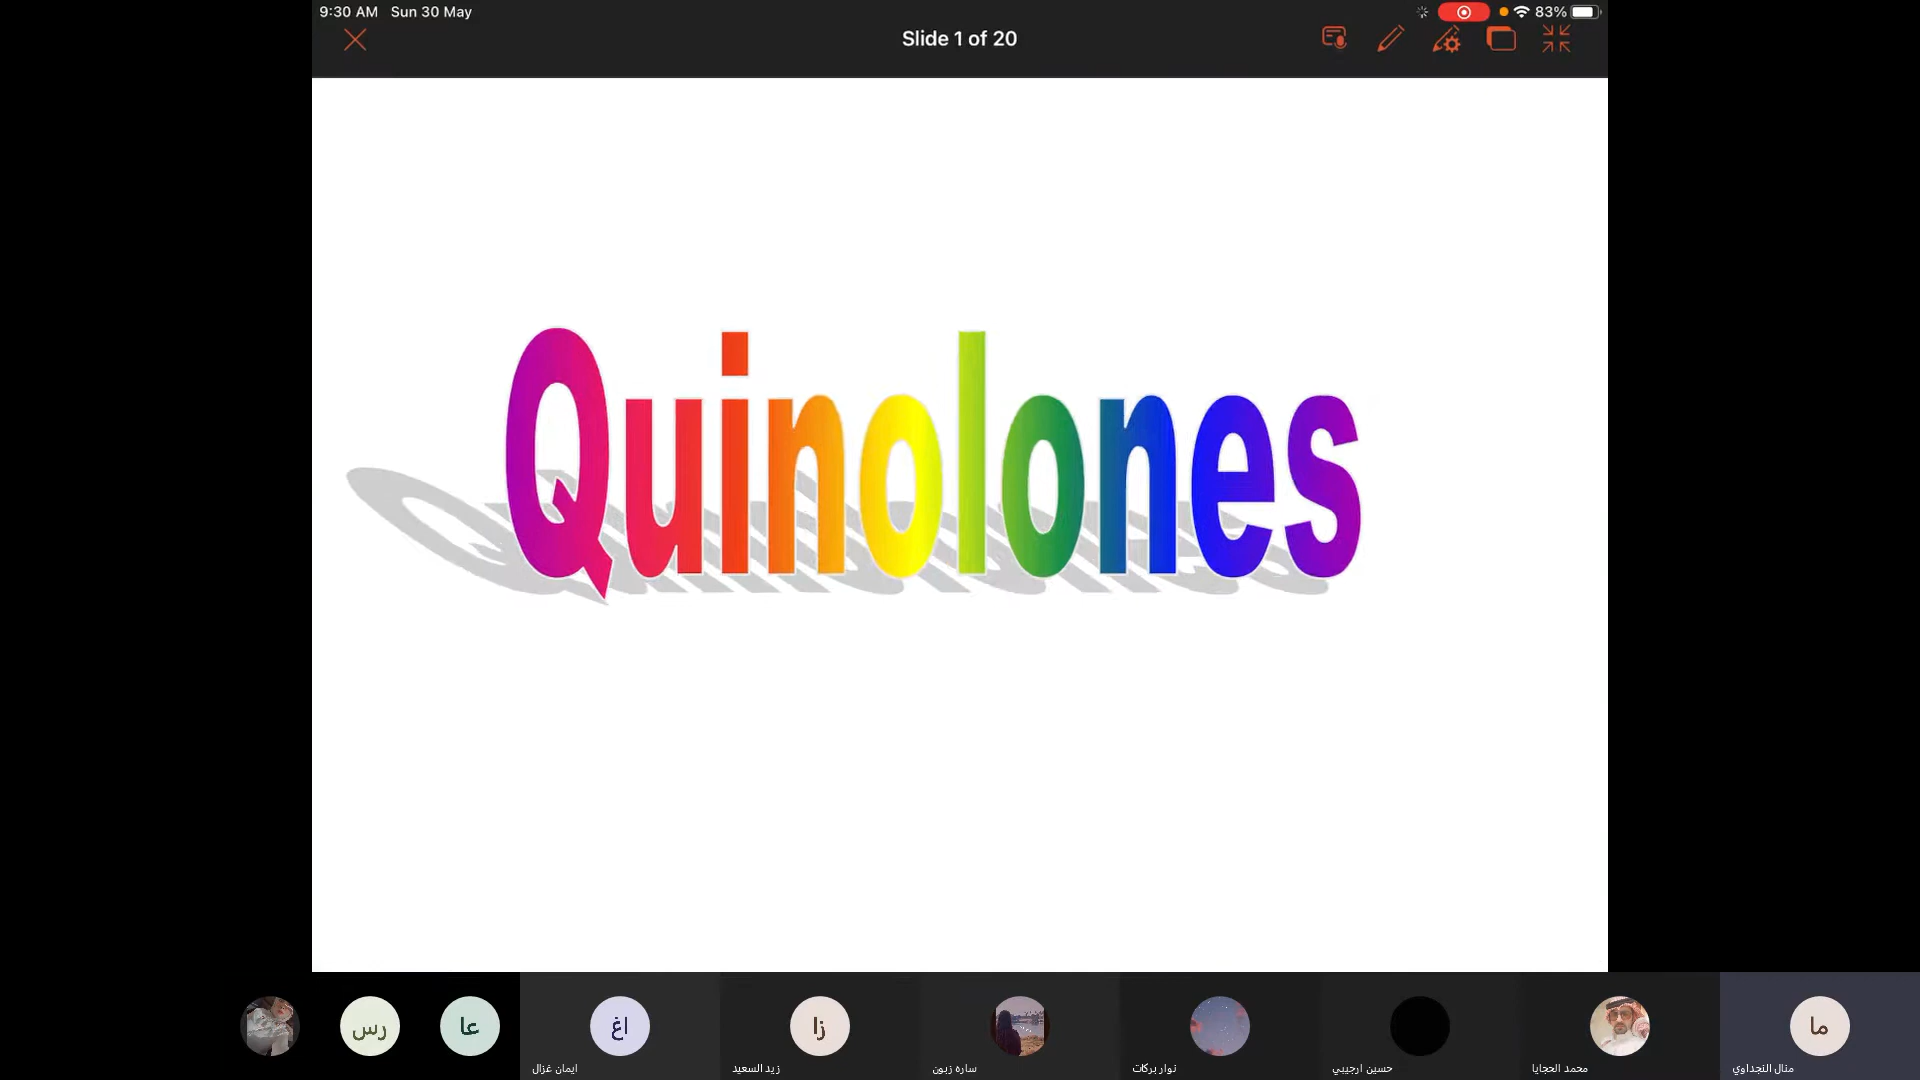 9:30 AM Sun 30 May
83%
Slide 1 of 20
Quinolones
رس
عا
اغ
زا
ما
ايمان غزال
زيد السعيد
ساره زبون
نوار بركات
حسين ارجيبي
محمد الحجايا
منال النجداوي